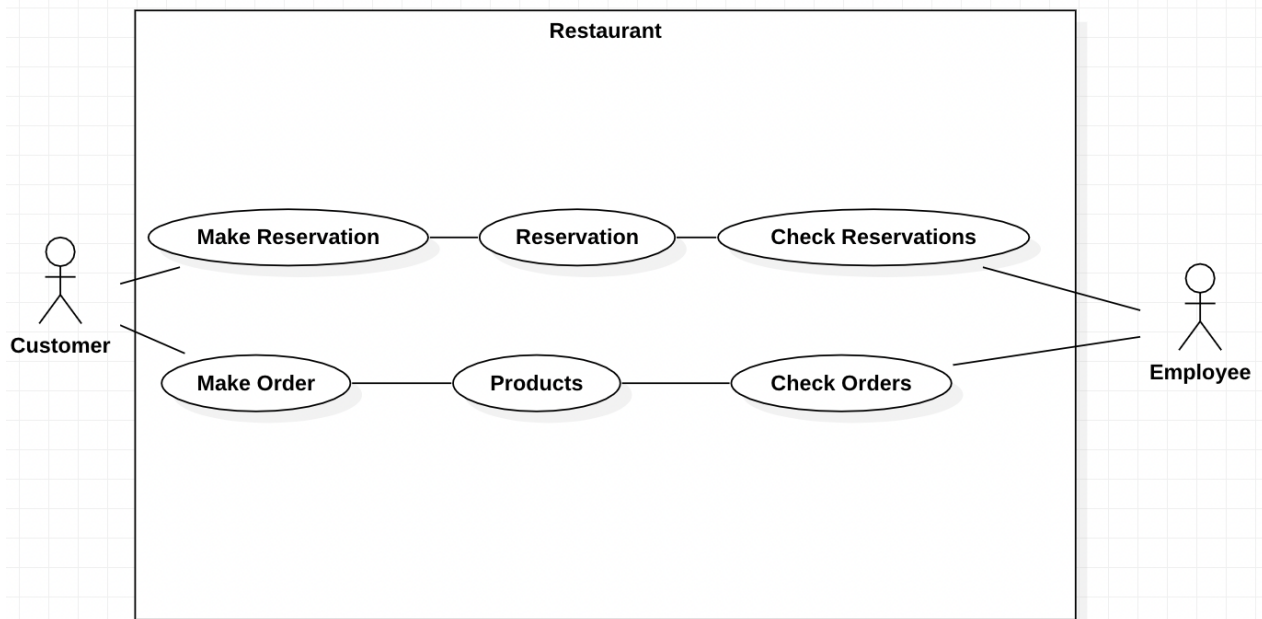 Restaurant
Make Reservation
Reservation
Check Reservations
Customer
Employee
Make Order
Products
Check Orders